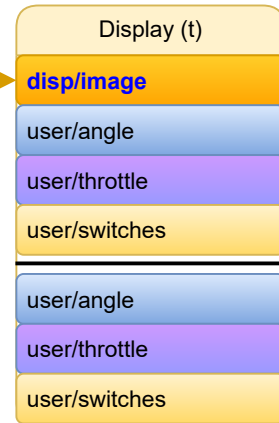 Display (t)
disp/image
user/angle
user/throttle
user/switches
user/angle
user/throttle
user/switches